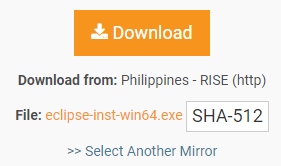 Download
Download from: Philippines - RISE (http)
File: eclipse-inst-win64.exe SHA-512
>> Select Another Mirror